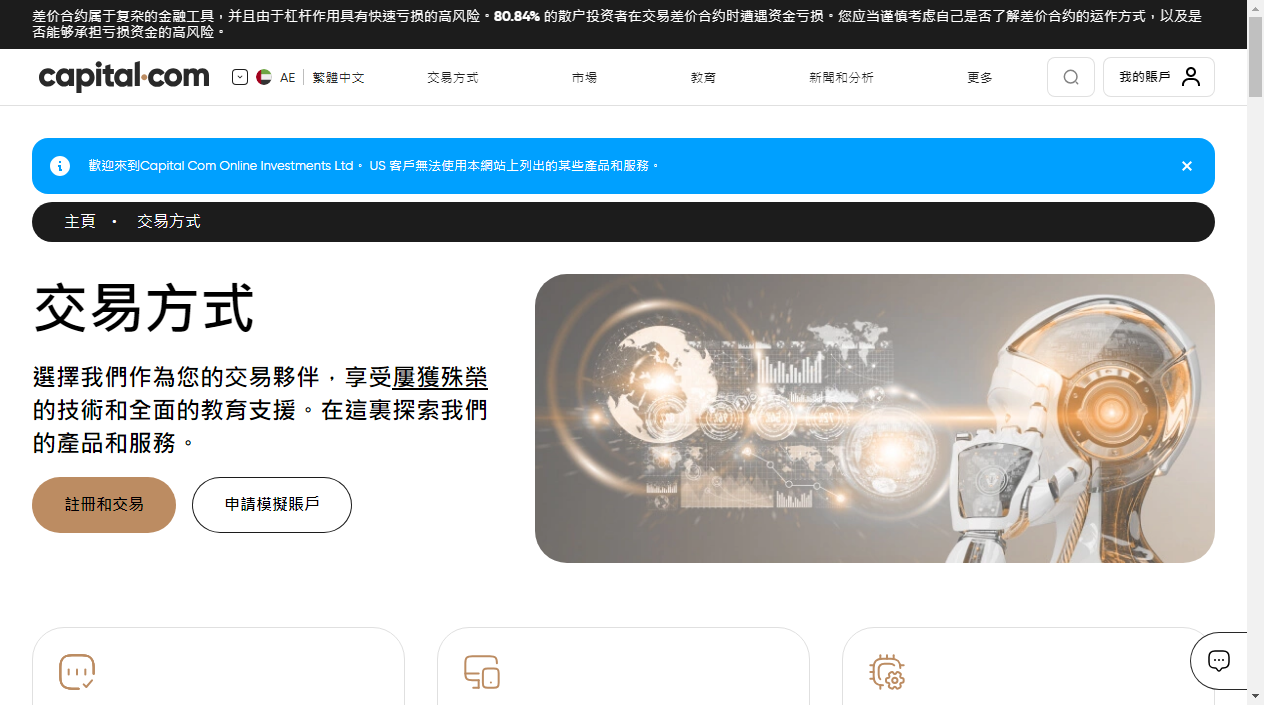 差价合约属于复杂的金融工具，并且由于杠杆作用具有快速亏损的高风险。80.84% 的散户投资者在交易差价合约时遭遇资金亏损。您应当谨慎考虑自己是否了解差价合约的运作方式，以及是
否能够承担亏损资金的高风险。
capital.com AE 繁體中文 交易方式 市場 教育 新聞和分析 更多 我的賬戶
歡迎來到Capital Com Online Investments Ltd。 US 客戶無法使用本網站上列出的某些產品和服務。
主頁 • 交易方式
交易方式
選擇我們作為您的交易夥伴，享受屢獲殊榮
的技術和全面的教育支援。在這裏探索我們
的產品和服務。
註冊和交易 申請模擬賬戶